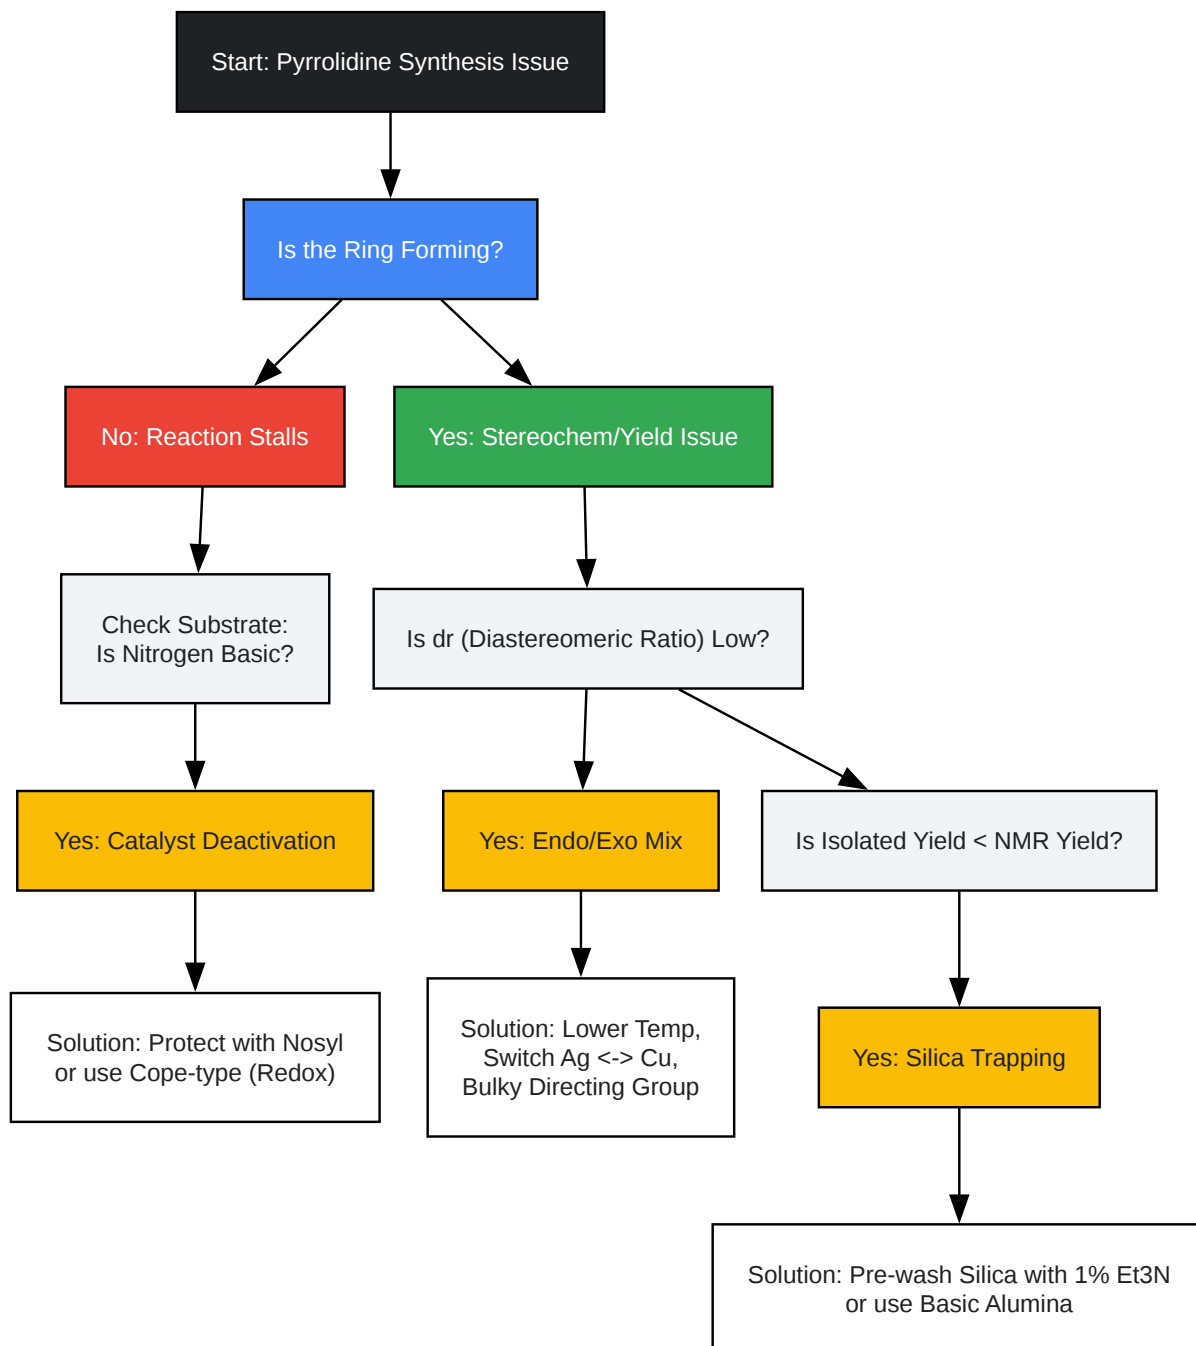 Start: Pyrrolidine Synthesis Issue
Is the Ring Forming?
No: Reaction Stalls
Yes: Stereochem/Yield Issue
Check Substrate:
Is Nitrogen Basic?
Is dr (Diastereomeric Ratio) Low?
Yes: Catalyst Deactivation
Yes: Endo/Exo Mix
Is Isolated Yield < NMR Yield?
Solution: Protect with Nosyl
or use Cope-type (Redox)
Solution: Lower Temp,
Switch Ag <-> Cu,
Bulky Directing Group
Yes: Silica Trapping
Solution: Pre-wash Silica with 1% Et3N
or use Basic Alumina